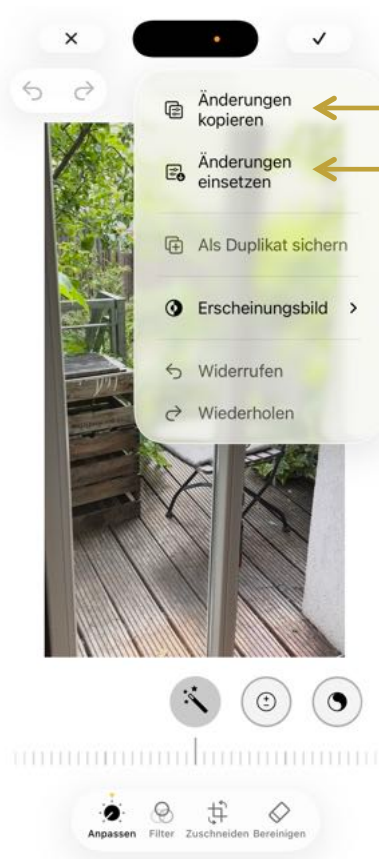 Änderungen
kopieren
Änderungen
einsetzen
Als Duplikat sichern
Erscheinungsbild
Widerrufen
Wiederholen
Anpassen Filter Zuschneiden Bereinigen